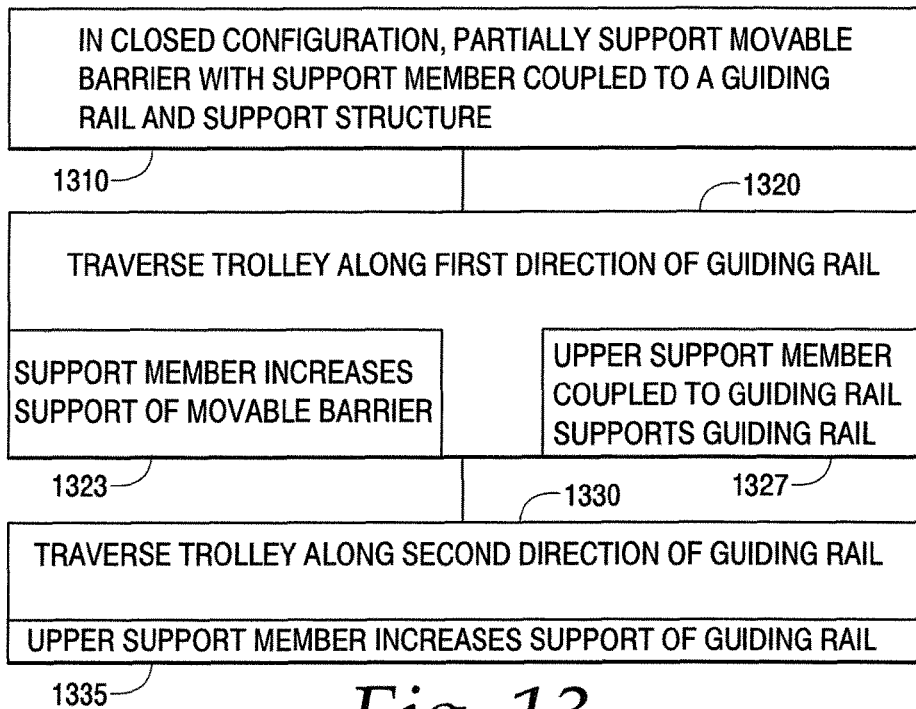 IN CLOSED CONFIGURATION, PARTIALLY SUPPORT MOVABLE
BARRIER WITH SUPPORT MEMBER COUPLED TO A GUIDING
RAIL AND SUPPORT STRUCTURE
1310
1320
TRAVERSE TROLLEY ALONG FIRST DIRECTION OF GUIDING RAIL
SUPPORT MEMBER INCREASES
SUPPORT OF MOVABLE BARRIER
UPPER SUPPORT MEMBER
COUPLED TO GUIDING RAIL
SUPPORTS GUIDING RAIL
1323
1327
1330
TRAVERSE TROLLEY ALONG SECOND DIRECTION OF GUIDING RAIL
UPPER SUPPORT MEMBER INCREASES SUPPORT OF GUIDING RAIL
1335
Fig. 13